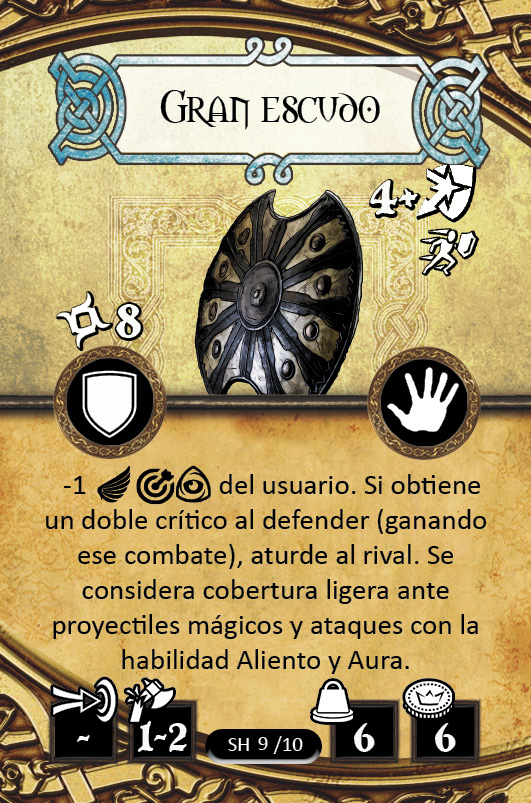 Gran escudo
4+
8
-1 del usuario. Si obtiene
un doble crítico al defender (ganando
ese combate), aturde al rival. Se
considera cobertura ligera ante
proyectiles mágicos y ataques con la
habilidad Aliento y Aura.
- 1-2 SH 9 /10 6 6